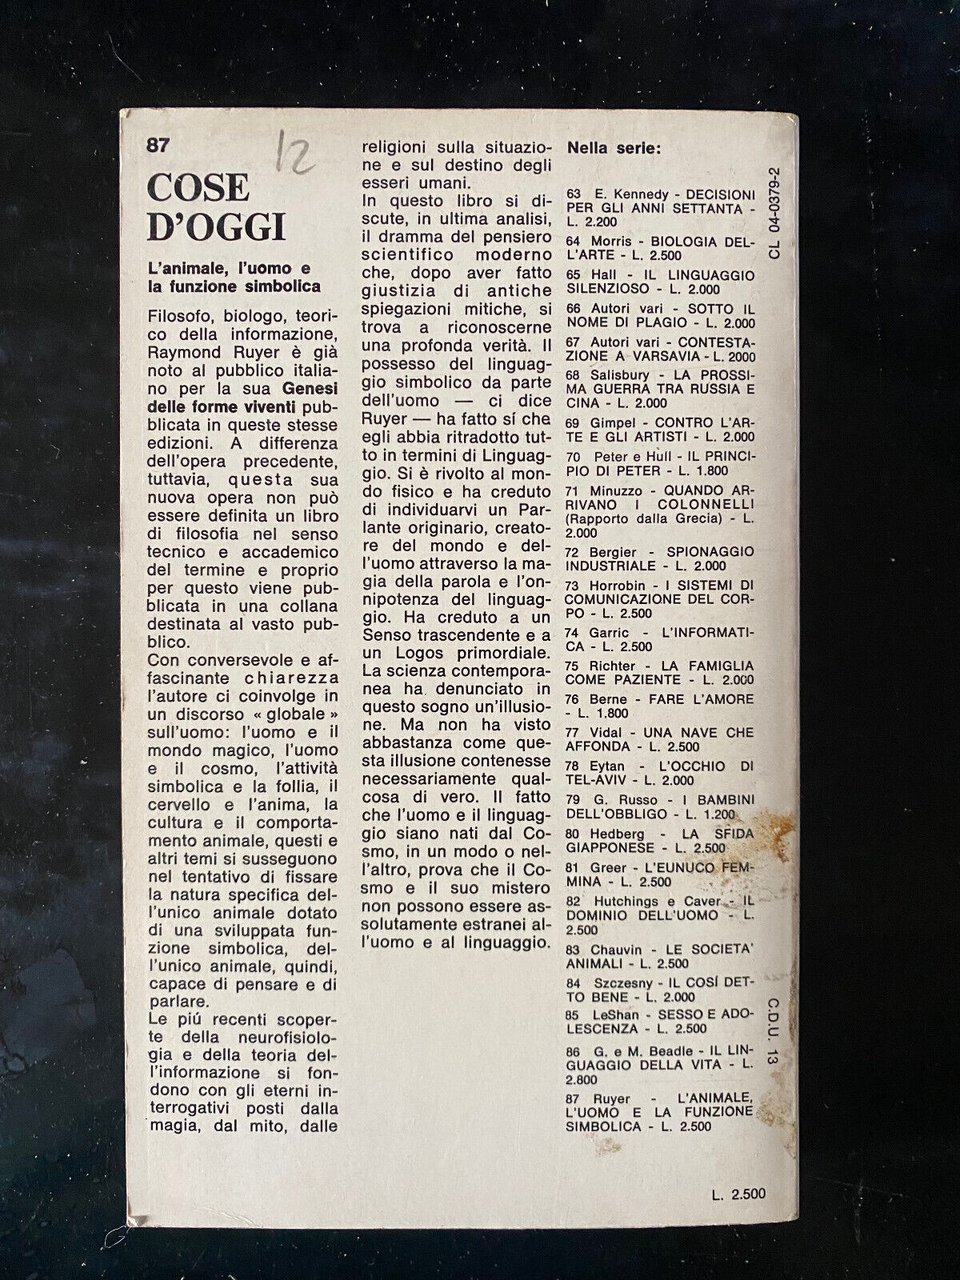 87
12
COSE
D'OGGI
L'animale, l'uomo e
la funzione simbolica
Filosofo, biologo, teori-
co della informazione,
Raymond Ruyer è già
noto al pubblico italia-
no per la sua Genesi
delle forme viventi pub-
blicata in queste stesse
edizioni. A differenza
dell'opera precedente,
tuttavia, questa sua
nuova opera non può
essere definita un libro
di filosofia nel senso
tecnico e accademico
del termine e proprio
per questo viene pub-
blicata in una collana
destinata al vasto pub-
blico.
Con conversevole e af-
fascinante chiarezza
l'autore ci coinvolge in
un discorso « globale »
sull'uomo: l'uomo e il
mondo magico, l'uomo
e il cosmo, l'attività
simbolica e la follia, il
cervello e l'anima, la
cultura e il comporta-
mento animale, questi e
altri temi si susseguono
nel tentativo di fissare
la natura specifica del-
l'unico animale dotato
di una sviluppata fun-
zione simbolica, del-
l'unico animale, quindi,
capace di pensare e di
parlare.
Le piú recenti scoper-
te della neurofisiolo-
gia e della teoria del-
l'informazione si fon-
dono con gli eterni in-
terrogativi posti dalla
magia, dal mito, dalle
religioni sulla situazio-
ne e sul destino degli
esseri umani.
In questo libro si di-
scute, in ultima analisi,
il dramma del pensiero
scientifico moderno
che, dopo aver fatto
giustizia di antiche
spiegazioni mitiche, si
trova a riconoscerne
una profonda verità. Il
possesso del linguag-
gio simbolico da parte
dell'uomo — ci dice
Ruyer — ha fatto sí che
egli abbia ritradotto tut-
to in termini di Linguag-
gio. Si è rivolto al mon-
do fisico e ha creduto
di individuarvi un Par-
lante originario, creato-
re del mondo e del-
l'uomo attraverso la ma-
gia della parola e l'on-
nipotenza del linguag-
gio. Ha creduto a un
Senso trascendente e a
un Logos primordiale.
La scienza contempora-
nea ha denunciato in
questo sogno un'illusio-
ne. Ma non ha visto
abbastanza come que-
sta illusione contenesse
necessariamente qual-
cosa di vero. Il fatto
che l'uomo e il linguag-
gio siano nati dal Co-
smo, in un modo o nel-
l'altro, prova che il Co-
smo e il suo mistero
non possono essere as-
solutamente estranei al-
l'uomo e al linguaggio.
Nella serie:
63 E. Kennedy - DECISIONI
PER GLI ANNI SETTANTA -
L. 2.200
64 Morris - BIOLOGIA DEL-
L'ARTE - L. 2.500
65 Hall - IL LINGUAGGIO
SILENZIOSO - L. 2.000
66 Autori vari - SOTTO IL
NOME DI PLAGIO - L. 2.000
67 Autori vari - CONTESTA-
ZIONE A VARSAVIA - L. 2000
68 Salisbury - LA PROSSI-
MA GUERRA TRA RUSSIA E
CINA - L. 2.000
69 Gimpel - CONTRO L'AR-
TE E GLI ARTISTI - L. 2.000
70 Peter e Hull - IL PRINCI-
PIO DI PETER - L. 1.800
71 Minuzzo - QUANDO AR-
RIVANO I COLONNELLI
(Rapporto dalla Grecia) - L.
2.000
72 Bergier - SPIONAGGIO
INDUSTRIALE - L. 2.000
73 Horrobin - I SISTEMI DI
COMUNICAZIONE DEL COR-
PO - L. 2.500
74 Garric - L'INFORMATI-
CA - L. 2.500
75 Richter - LA FAMIGLIA
COME PAZIENTE - L. 2.000
76 Berne - FARE L'AMORE
- L. 1.800
77 Vidal - UNA NAVE CHE
AFFONDA - L. 2.500
78 Eytan - L'OCCHIO DI
TEL-AVIV - L. 2.000
79 G. Russo - I BAMBINI
DELL'OBBLIGO - L. 1.200
80 Hedberg - LA SFIDA
GIAPPONESE - L. 2.500
81 Greer - L'EUNUCO FEM-
MINA - L. 2.500
82 Hutchings e Caver - IL
DOMINIO DELL'UOMO - L.
2.500
83 Chauvin - LE SOCIETA'
ANIMALI - L. 2.500
84 Szczesny - IL COSÍ DET-
TO BENE - L. 2.000
85 LeShan - SESSO E ADO-
LESCENZA - L. 2.500
86 G. e M. Beadle - IL LIN-
GUAGGIO DELLA VITA - L.
2.800
87 Ruyer - L'ANIMALE,
L'UOMO E LA FUNZIONE
SIMBOLICA - L. 2.500
CL 04-0379-2
C.D.U. 13
L. 2.500